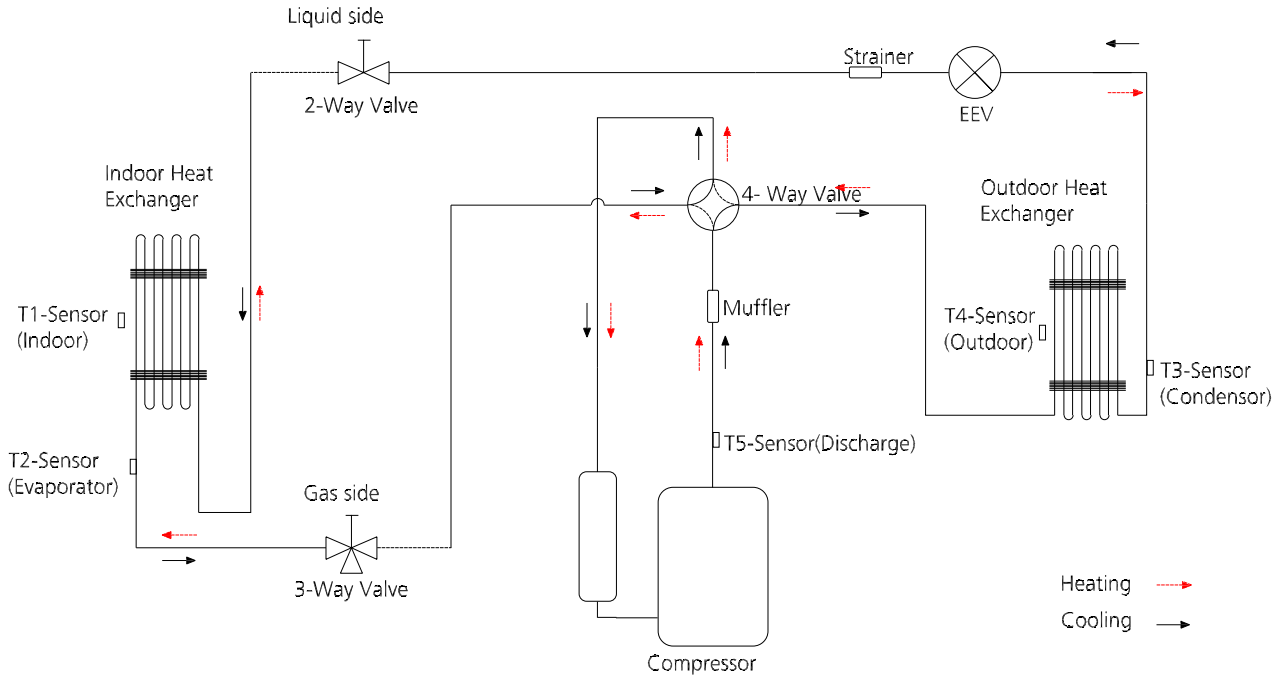 Liquid side
2-Way Valve
Strainer
EEV
Indoor Heat
Exchanger
4- Way Valve
Outdoor Heat
Exchanger
T1-Sensor
(Indoor)
Muffler
T4-Sensor
(Outdoor)
T3-Sensor
(Condensor)
T2-Sensor
(Evaporator)
T5-Sensor(Discharge)
Gas side
3-Way Valve
Compressor
Heating
Cooling